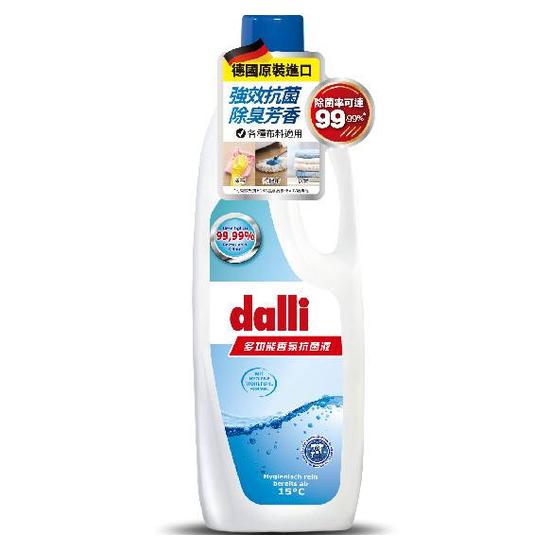 德國原裝進口
強效抗菌
除臭芳香
各種布料適用
除菌率可達
99.99%*
99,99%
dalli
多功能香氛抗菌液
MIT
HYGIENE
Hygienisch rein
bereits ab
15°C